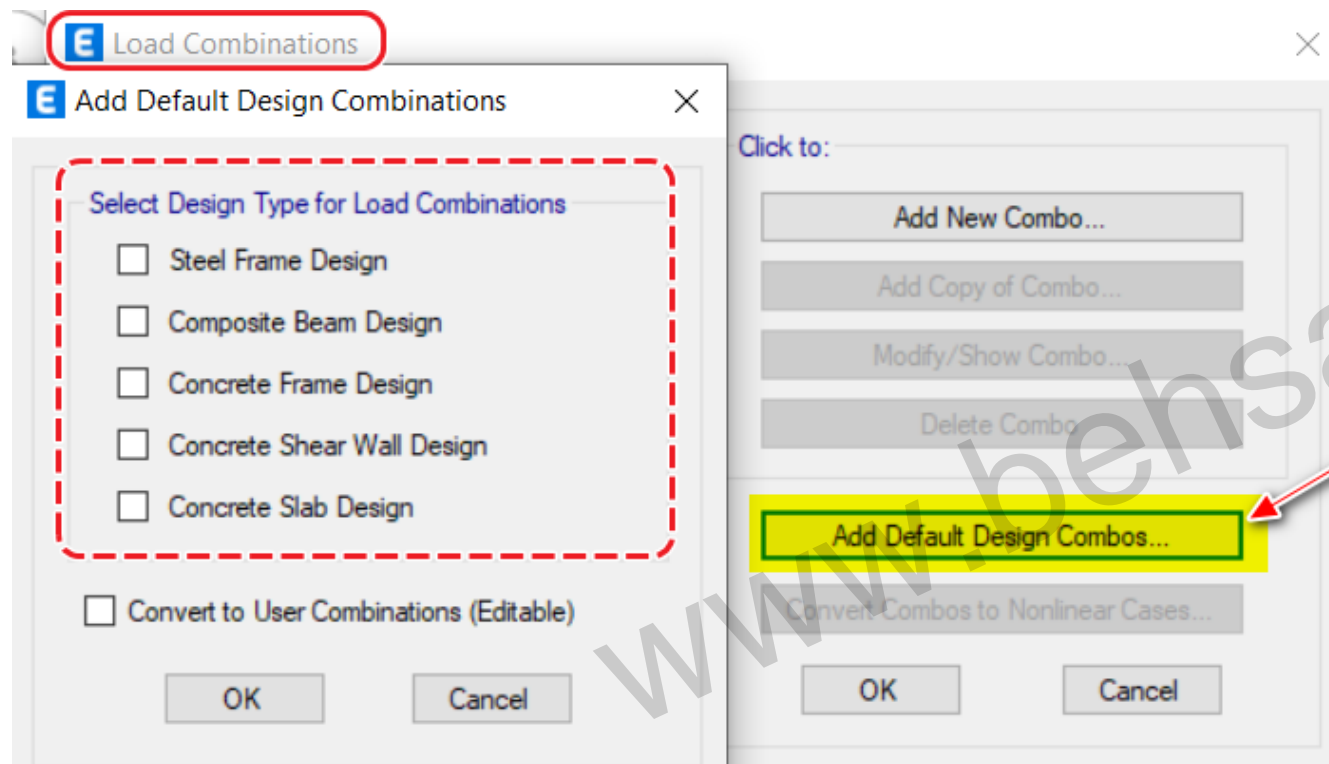 Load Combinations
Add Default Design Combinations
Select Design Type for Load Combinations
Steel Frame Design
Composite Beam Design
Concrete Frame Design
Concrete Shear Wall Design
Concrete Slab Design
Convert to User Combinations (Editable)
OK Cancel
Click to:
Add New Combo...
Add Copy of Combo...
Modify/Show Combo...
Delete Combo
Add Default Design Combos...
Convert Combos to Nonlinear Cases...
OK Cancel
www.behsa